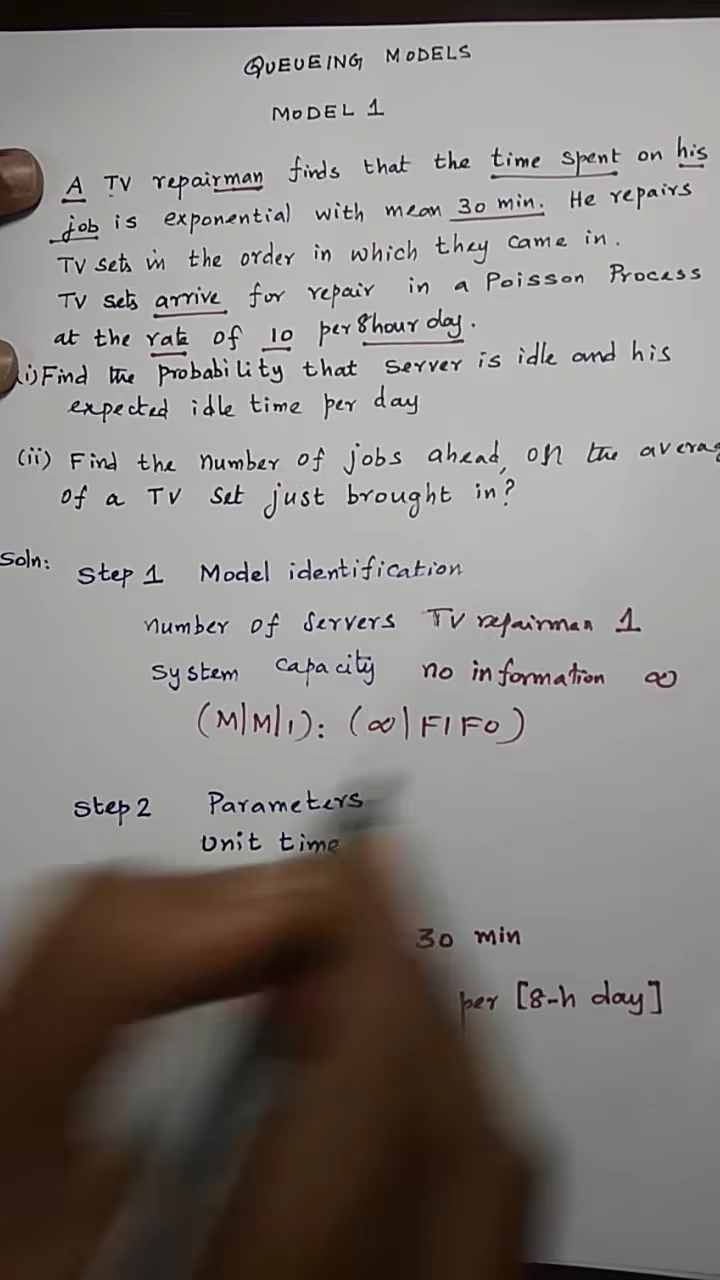 QUEUEING MODELS
MODEL 1
A TV repairman finds that the time spent on his
job is exponential with mean 30 min. He repairs
TV sets in the order in which they came in.
TV sets arrive for repair in a Poisson Process
at the rate of 10 per 8 hour day.
(i) Find the probability that server is idle and his
expected idle time per day
(ii) Find the number of jobs ahead, on the averag
of a TV set just brought in?
Soln: Step 1 Model identification
number of servers TV repairman 1
system capacity no information ∞
(M|M|1): (∞|FIFO)
Step 2 Parameters
Unit time
30 min
per [8-h day]